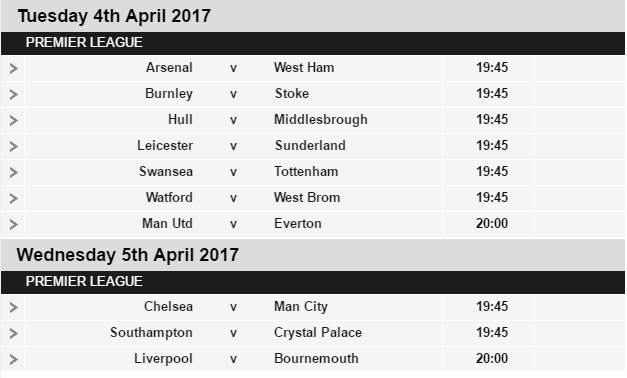 Tuesday 4th April 2017
PREMIER LEAGUE
> Arsenal v West Ham 19:45
> Burnley v Stoke 19:45
> Hull v Middlesbrough 19:45
> Leicester v Sunderland 19:45
> Swansea v Tottenham 19:45
> Watford v West Brom 19:45
> Man Utd v Everton 20:00
Wednesday 5th April 2017
PREMIER LEAGUE
> Chelsea v Man City 19:45
> Southampton v Crystal Palace 19:45
> Liverpool v Bournemouth 20:00